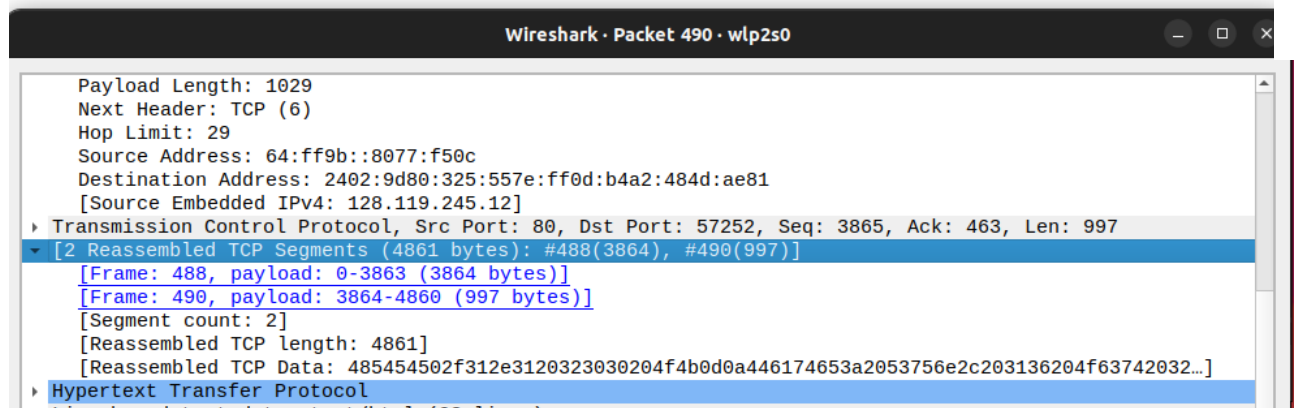 Wireshark · Packet 490 · wlp2s0
Payload Length: 1029
Next Header: TCP (6)
Hop Limit: 29
Source Address: 64:ff9b::8077:f50c
Destination Address: 2402:9d80:325:557e:ff0d:b4a2:484d:ae81
[Source Embedded IPv4: 128.119.245.12]
Transmission Control Protocol, Src Port: 80, Dst Port: 57252, Seq: 3865, Ack: 463, Len: 997
[2 Reassembled TCP Segments (4861 bytes): #488(3864), #490(997)]
[Frame: 488, payload: 0-3863 (3864 bytes)]
[Frame: 490, payload: 3864-4860 (997 bytes)]
[Segment count: 2]
[Reassembled TCP length: 4861]
[Reassembled TCP Data: 485454502f312e3120323030204f4b0d0a446174653a2053756e2c203136204f63742032…]
Hypertext Transfer Protocol